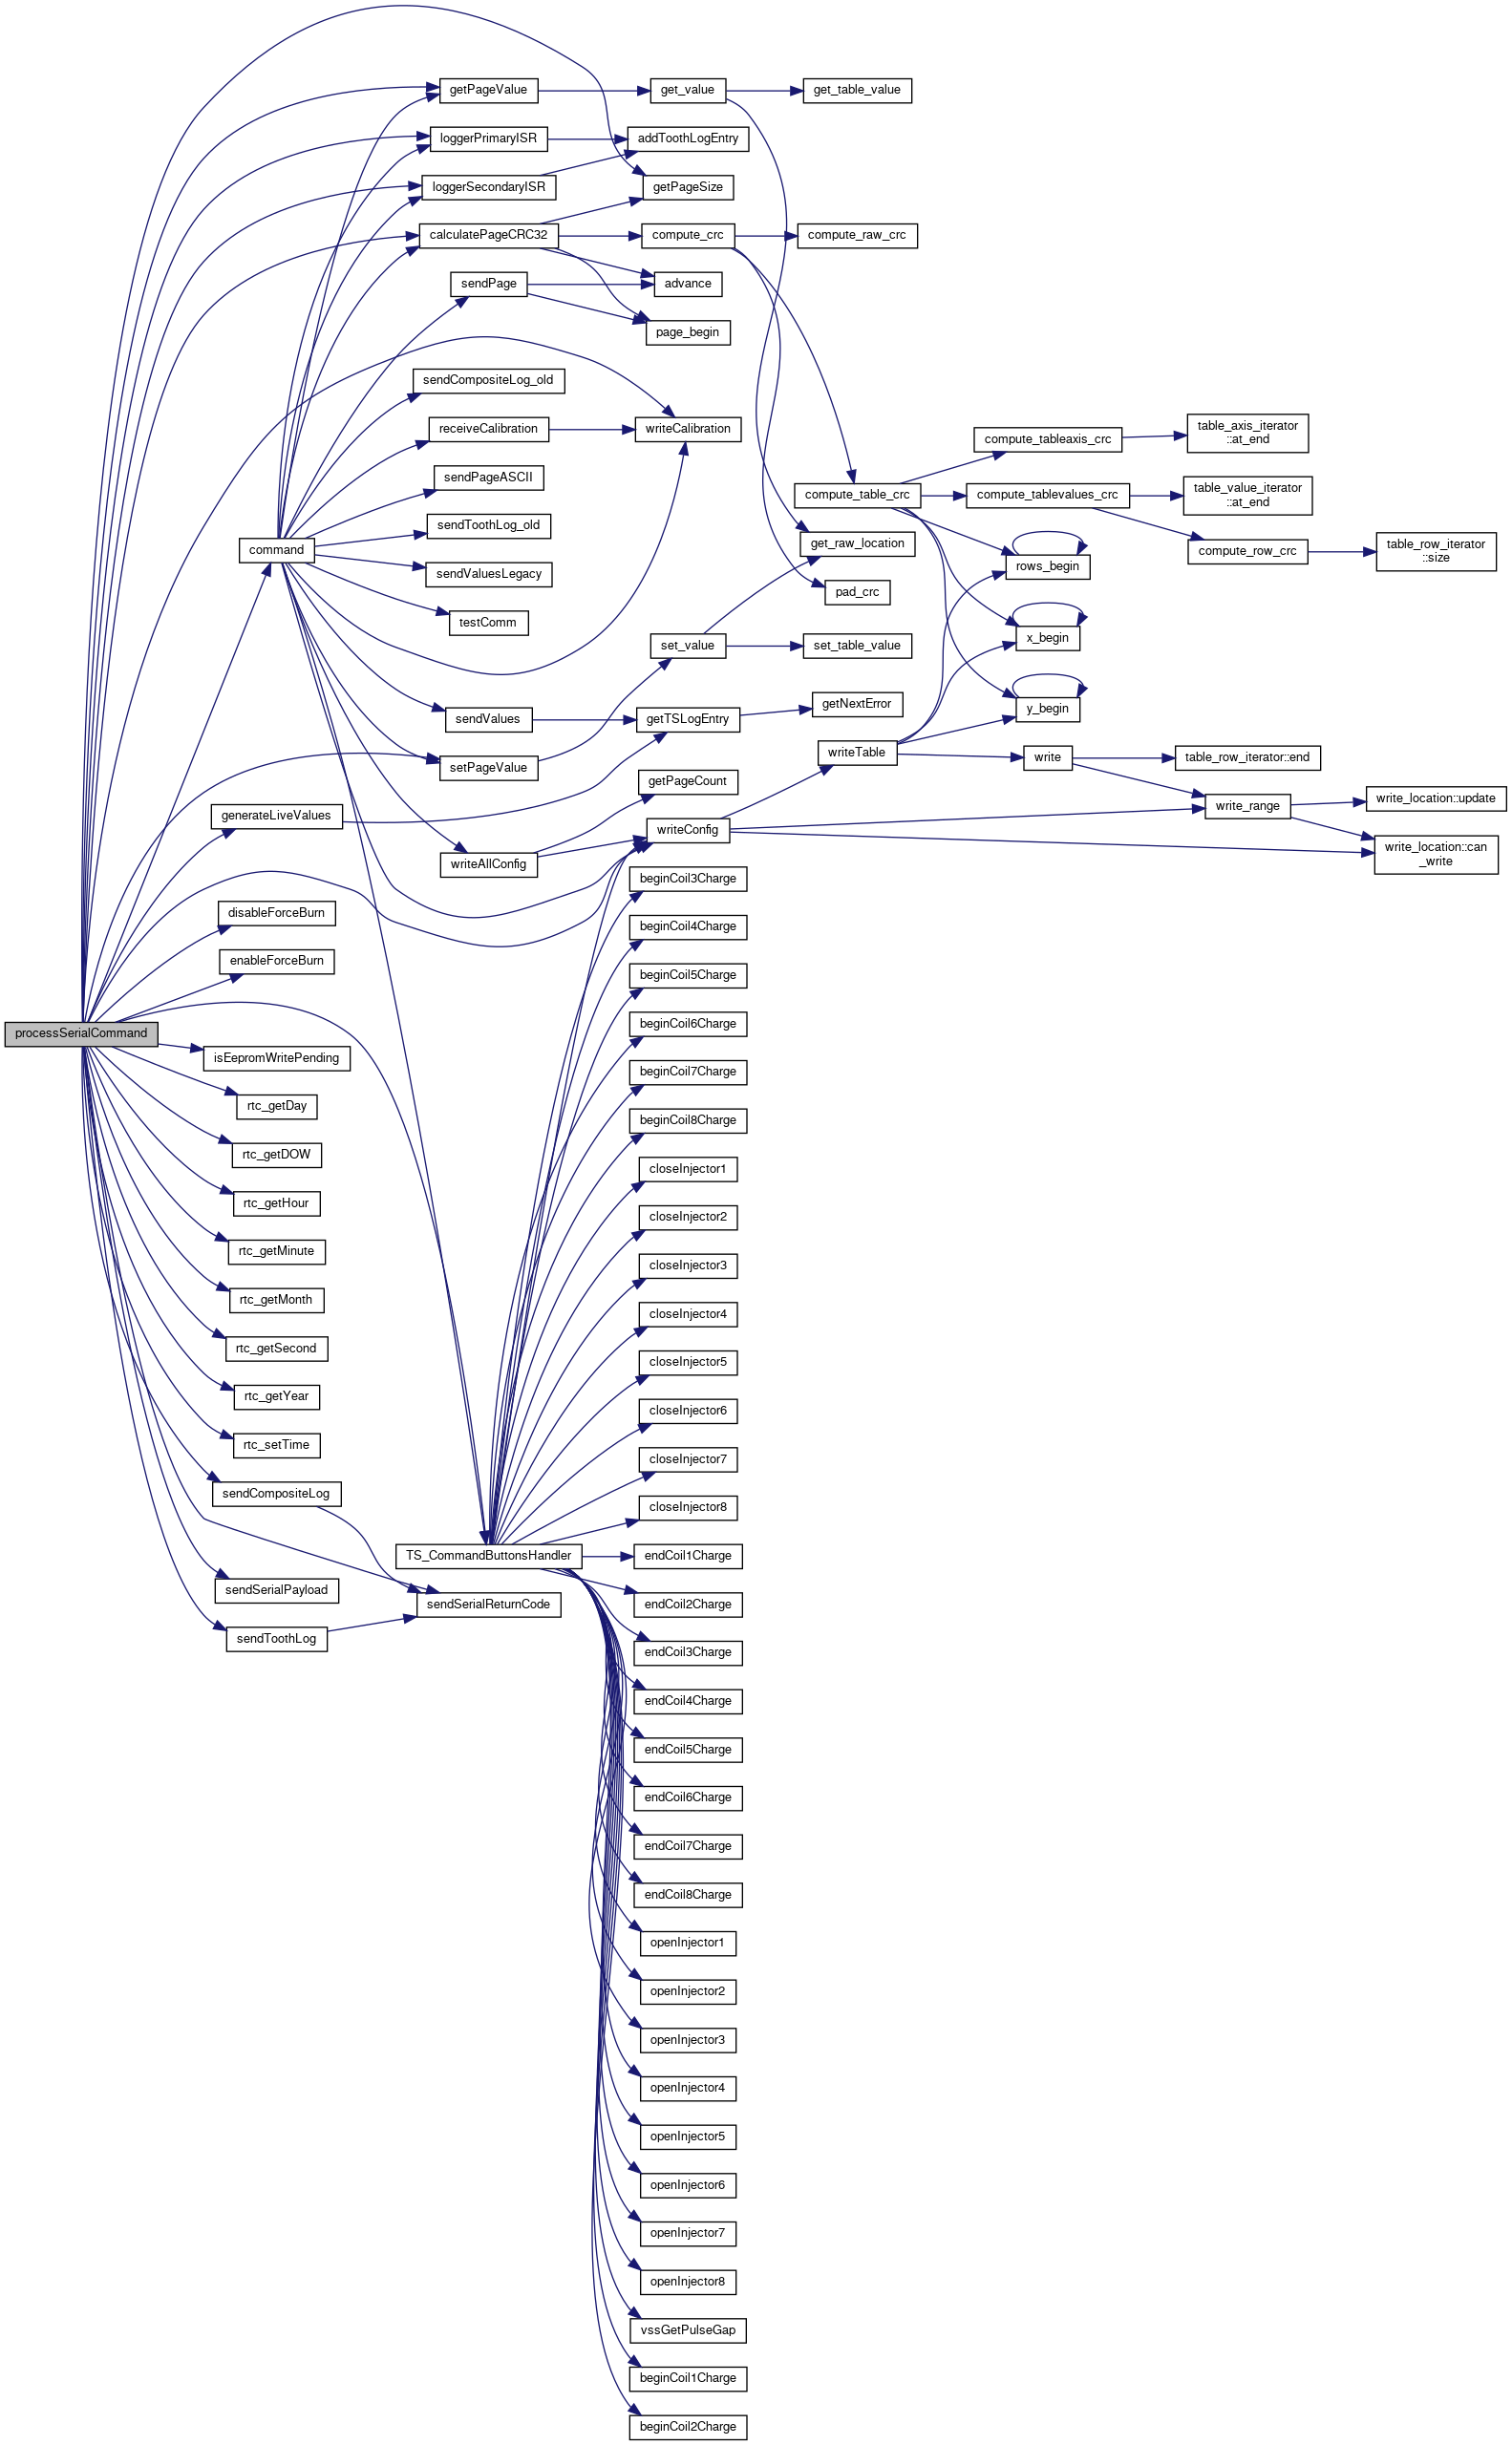 getPageValue
get_value
get_table_value
loggerPrimaryISR
addToothLogEntry
loggerSecondaryISR
getPageSize
calculatePageCRC32
compute_crc
compute_raw_crc
sendPage
advance
page_begin
sendCompositeLog_old
receiveCalibration
writeCalibration
compute_tableaxis_crc
table_axis_iterator
::at_end
sendPageASCII
compute_table_crc
compute_tablevalues_crc
table_value_iterator
::at_end
sendToothLog_old
command
get_raw_location
compute_row_crc
table_row_iterator
::size
sendValuesLegacy
rows_begin
pad_crc
testComm
x_begin
set_value
set_table_value
sendValues
getTSLogEntry
getNextError
y_begin
setPageValue
writeTable
write
table_row_iterator::end
getPageCount
generateLiveValues
writeConfig
write_range
write_location::update
writeAllConfig
write_location::can
_write
beginCoil3Charge
disableForceBurn
beginCoil4Charge
enableForceBurn
beginCoil5Charge
processSerialCommand
beginCoil6Charge
isEepromWritePending
beginCoil7Charge
rtc_getDay
beginCoil8Charge
rtc_getDOW
closeInjector1
rtc_getHour
closeInjector2
rtc_getMinute
closeInjector3
rtc_getMonth
closeInjector4
rtc_getSecond
closeInjector5
rtc_getYear
closeInjector6
rtc_setTime
closeInjector7
sendCompositeLog
closeInjector8
TS_CommandButtonsHandler
endCoil1Charge
sendSerialPayload
sendSerialReturnCode
endCoil2Charge
sendToothLog
endCoil3Charge
endCoil4Charge
endCoil5Charge
endCoil6Charge
endCoil7Charge
endCoil8Charge
openInjector1
openInjector2
openInjector3
openInjector4
openInjector5
openInjector6
openInjector7
openInjector8
vssGetPulseGap
beginCoil1Charge
beginCoil2Charge